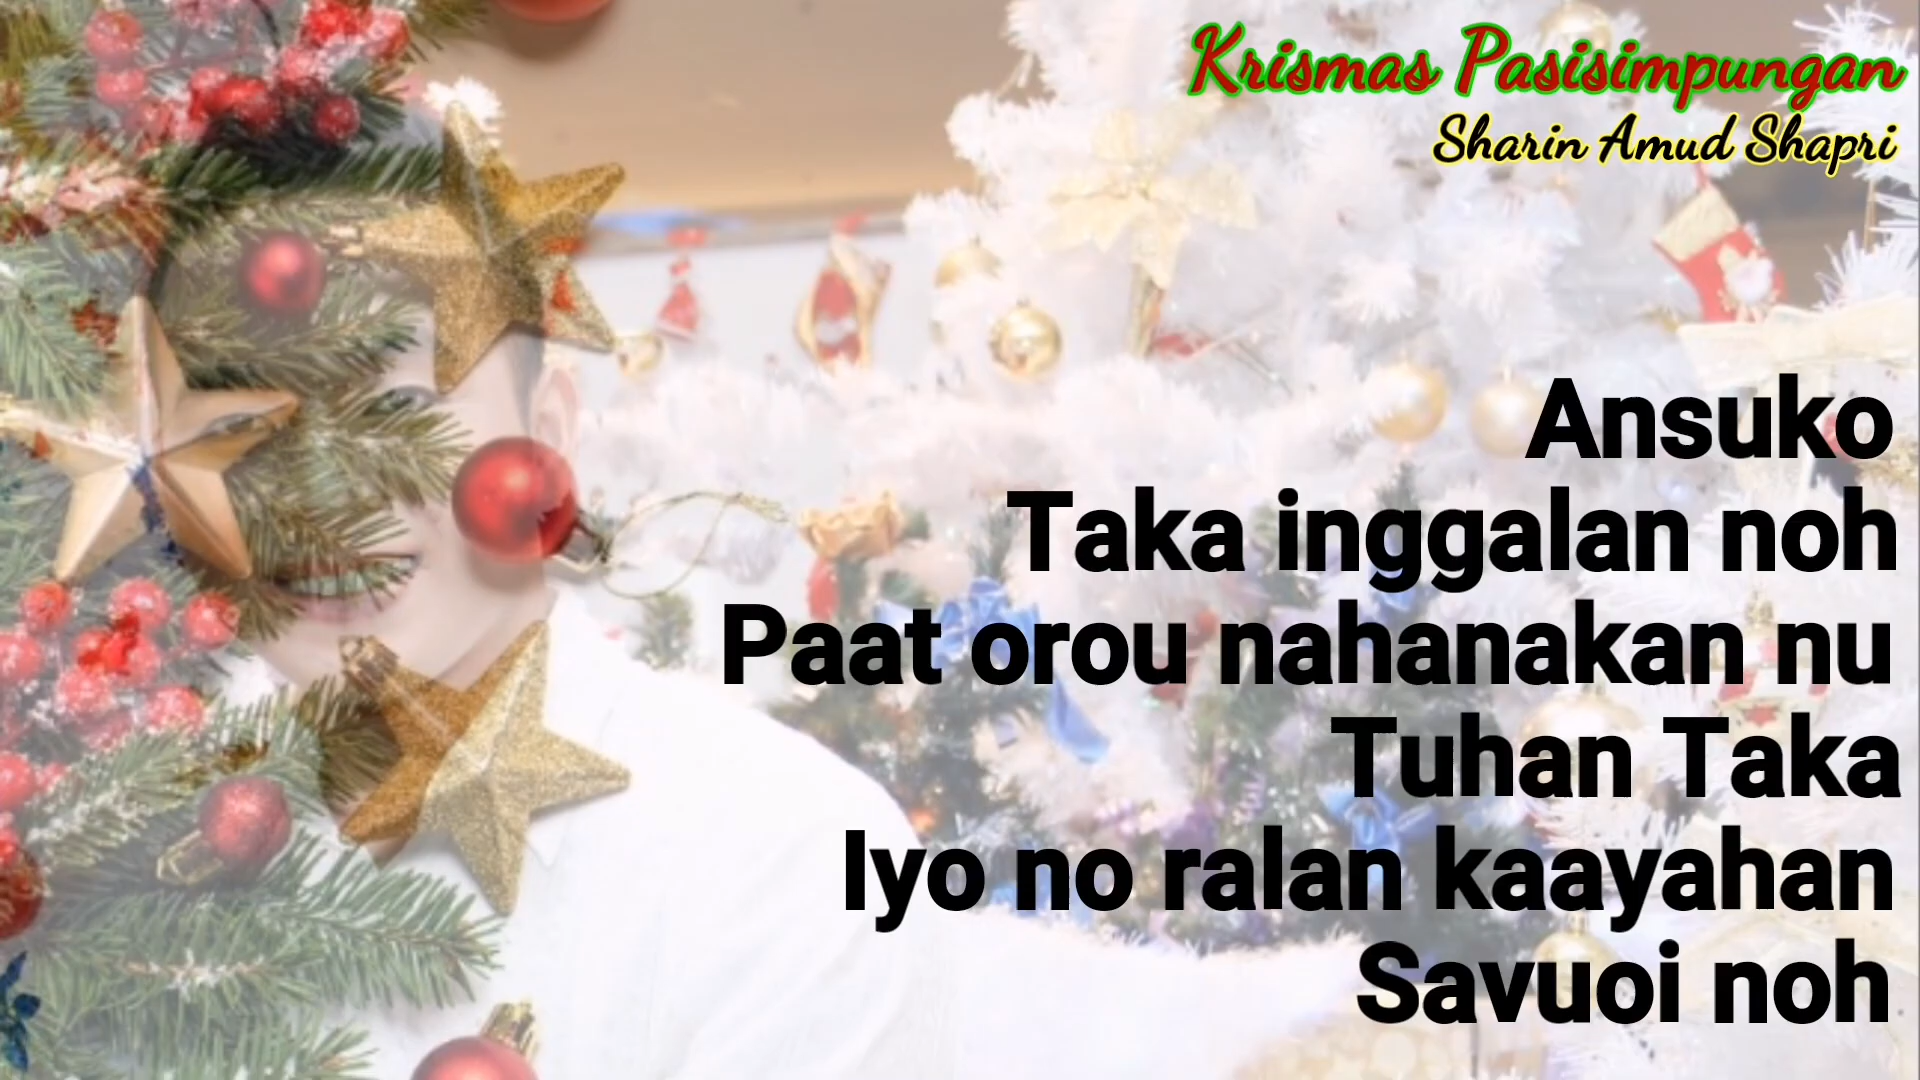 Krismas Pasisimpungan
Sharin Amud Shapri
Ansuko
Taka inggalan noh
Paat orou nahanakan nu
Tuhan Taka
Iyo no ralan kaayahan
Savuoi noh